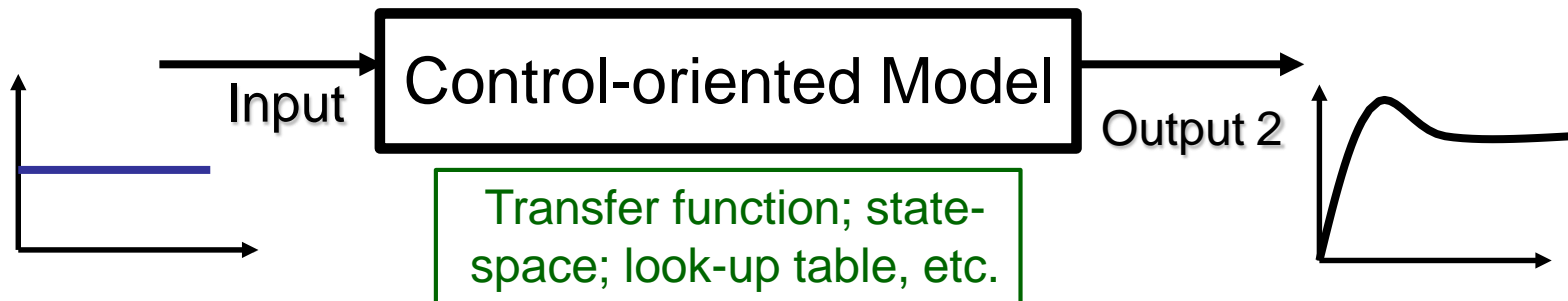 Control-oriented Model
Input
Output 2
Transfer function; state-
space; look-up table, etc.